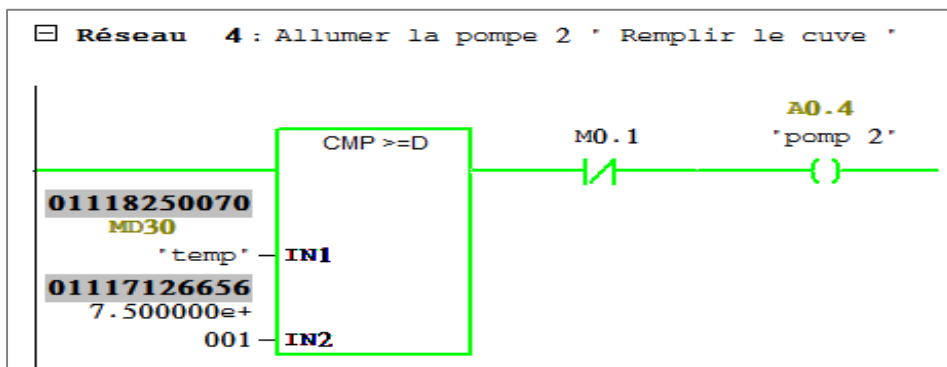 Réseau 4 : Allumer la pompe 2 ' Remplir le cuve '
A0.4
CMP >=D
M0.1
'pomp 2'
01118250070
MD30
'temp'
IN1
01117126656
7.500000e+
001
IN2